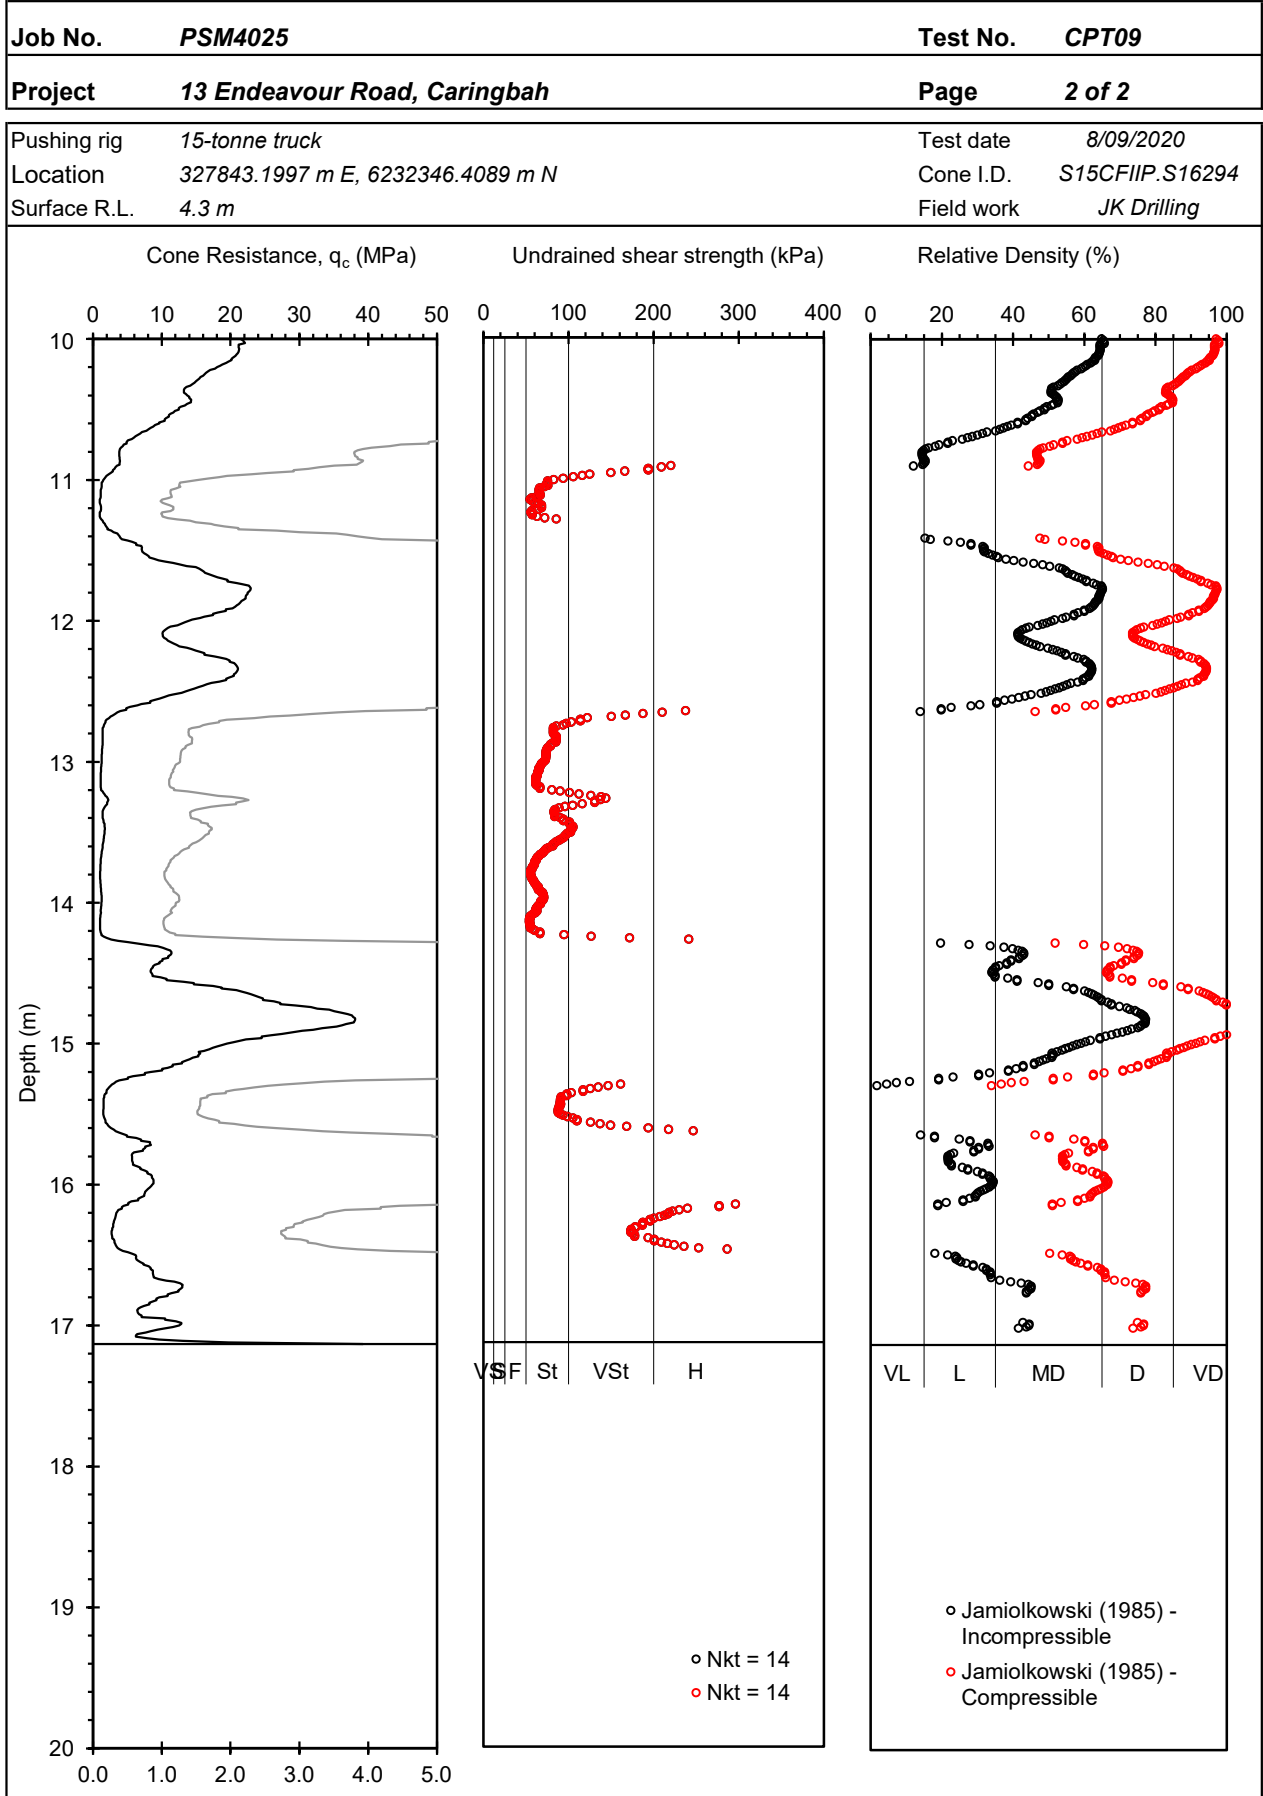 Job No. PSM4025 Test No. CPT09
Project 13 Endeavour Road, Caringbah Page 2 of 2
Pushing rig 15-tonne truck Test date 8/09/2020
Location 327843.1997 m E, 6232346.4089 m N Cone I.D. S15CFIIP.S16294
Surface R.L. 4.3 m Field work JK Drilling
Cone Resistance, qc (MPa) Undrained shear strength (kPa) Relative Density (%)
0 10 20 30 40 50 0 100 200 300 400 0 20 40 60 80 100
10
11
12
13
14
15
16
17
18
19
20
Depth (m)
VS S F St VSt H VL L MD D VD
Nkt = 14
Nkt = 14
Jamiolkowski (1985) -
Incompressible
Jamiolkowski (1985) -
Compressible
0.0 1.0 2.0 3.0 4.0 5.0